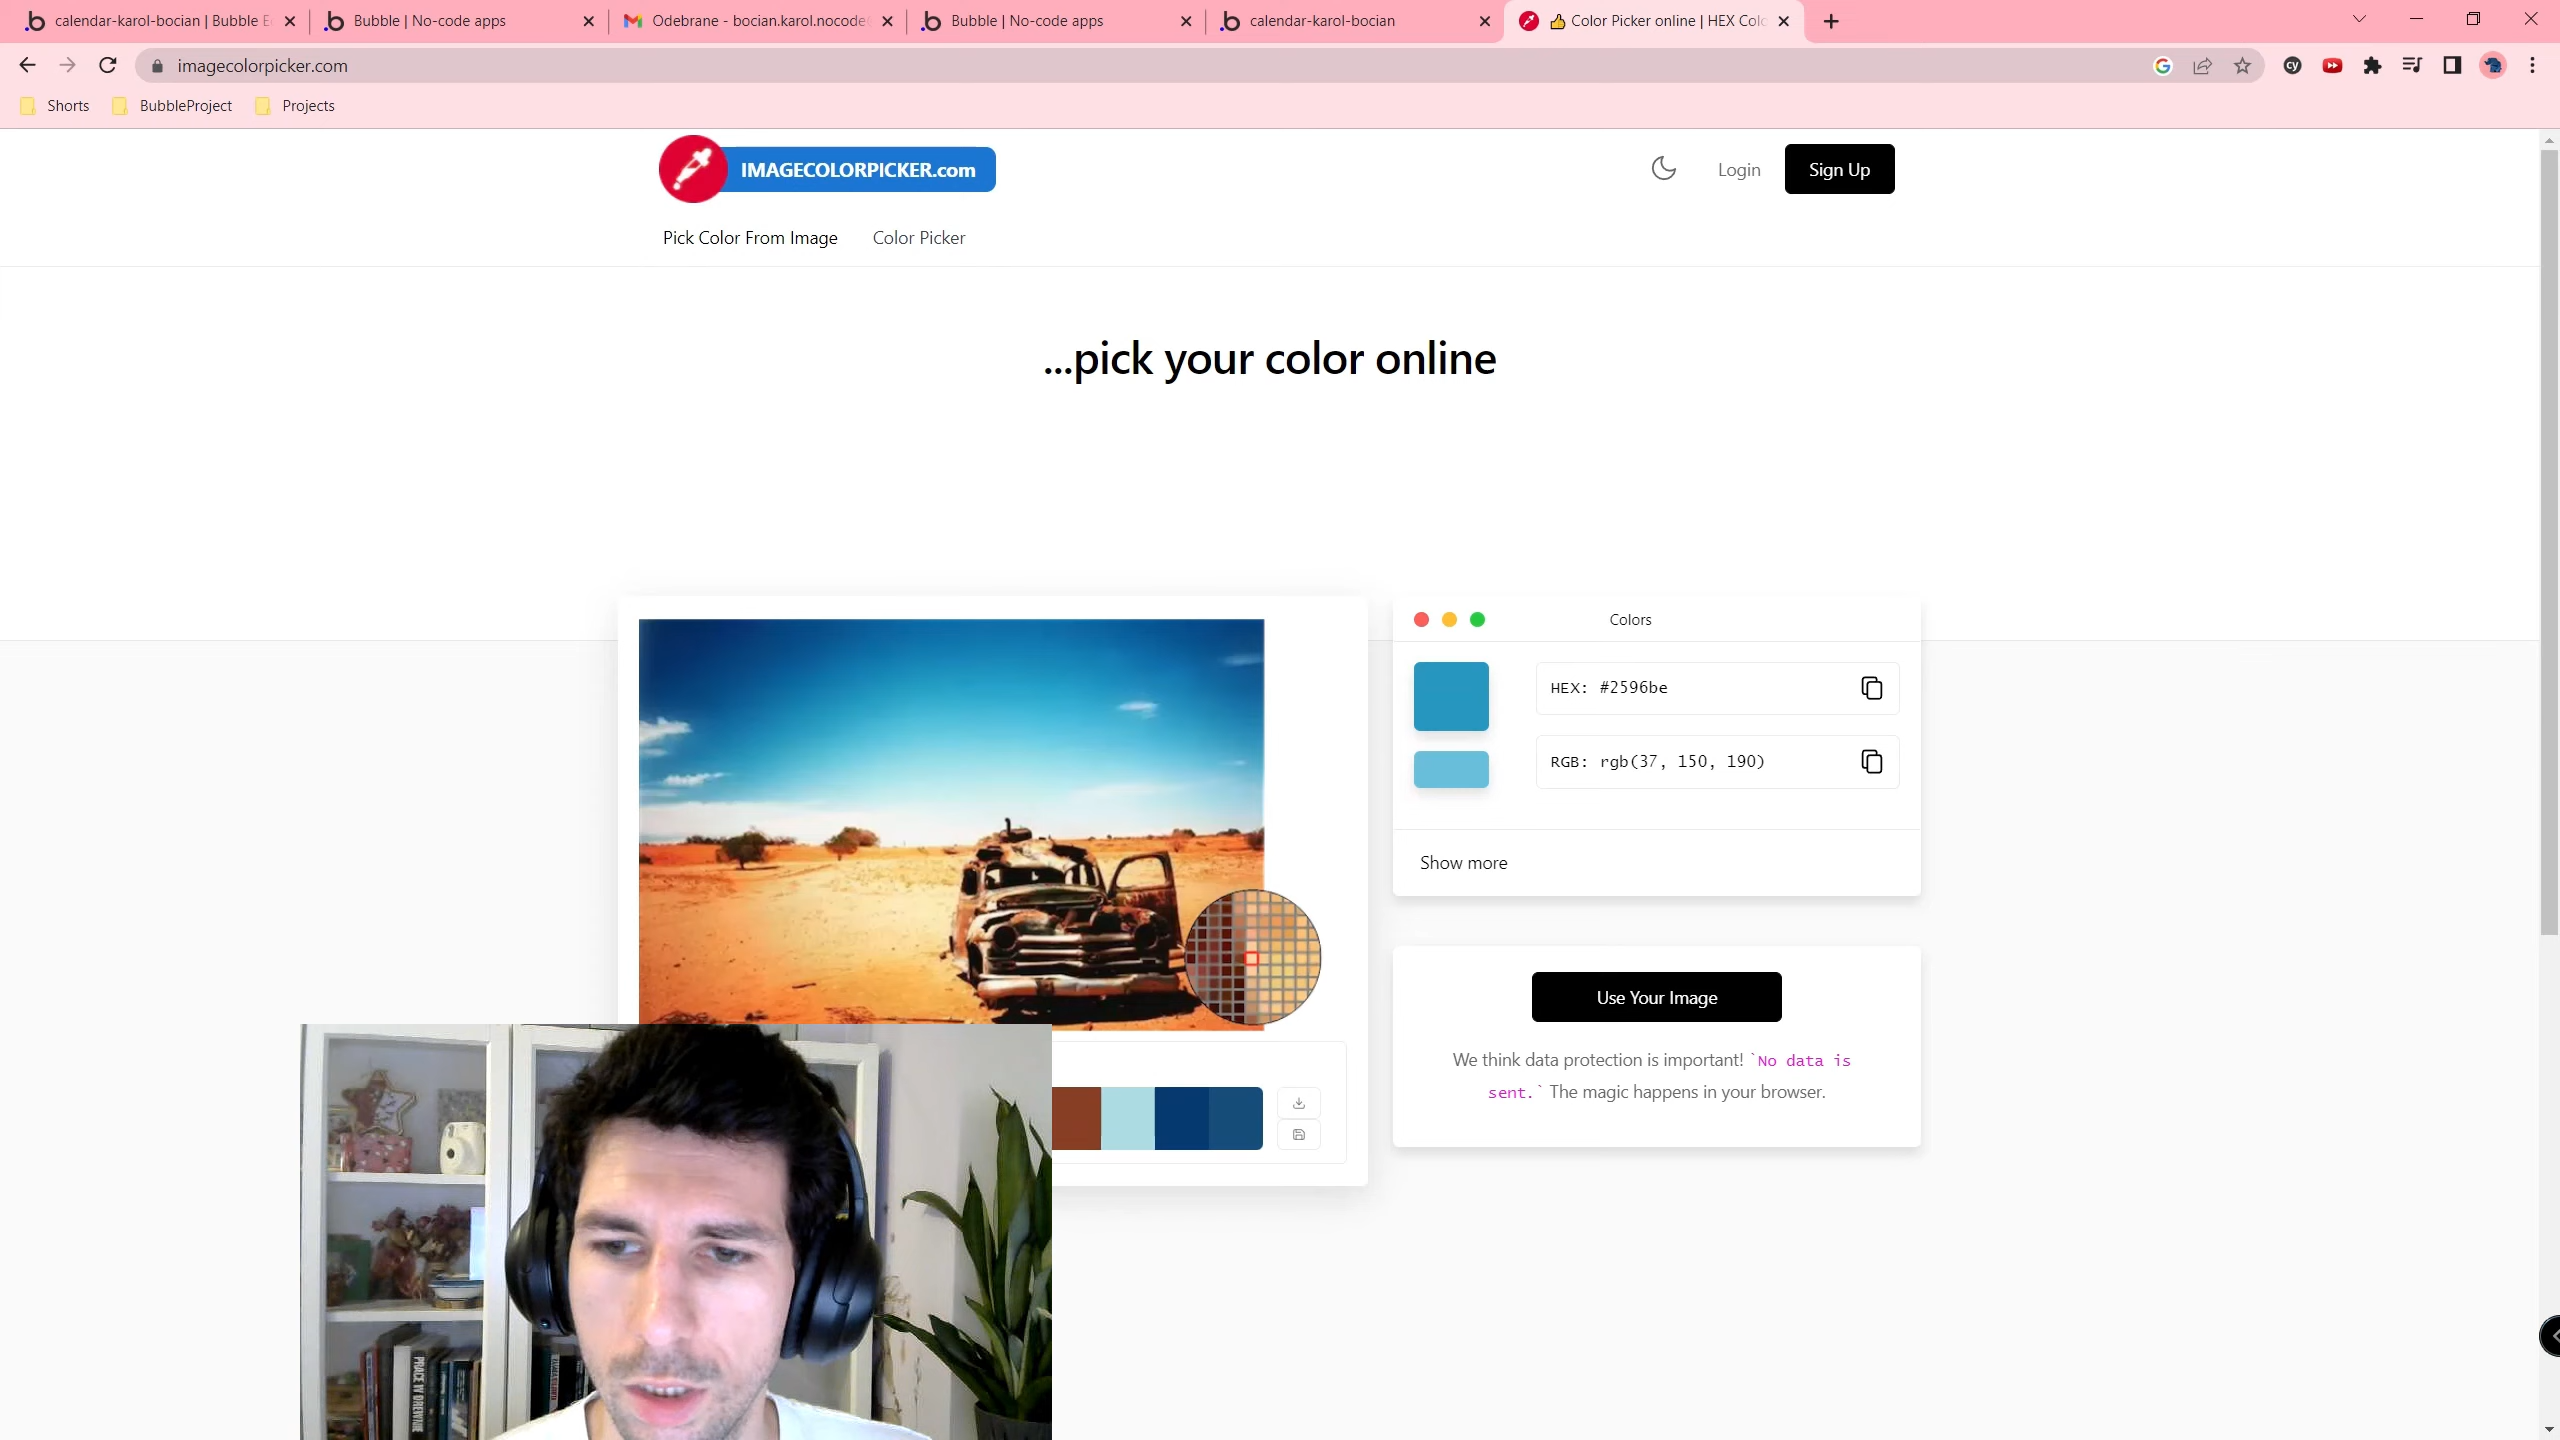 calendar-karol-bocian | Bubble E
Bubble | No-code apps
Odebrane - bocian.karol.nocode
Bubble | No-code apps
calendar-karol-bocian
👍 Color Picker online | HEX Colo
imagecolorpicker.com
Shorts
BubbleProject
Projects
IMAGECOLORPICKER.com
Login
Sign Up
Pick Color From Image
Color Picker
...pick your color online
Colors
HEX: #2596be
RGB: rgb(37, 150, 190)
Show more
Use Your Image
We think data protection is important! `No data is
sent.` The magic happens in your browser.